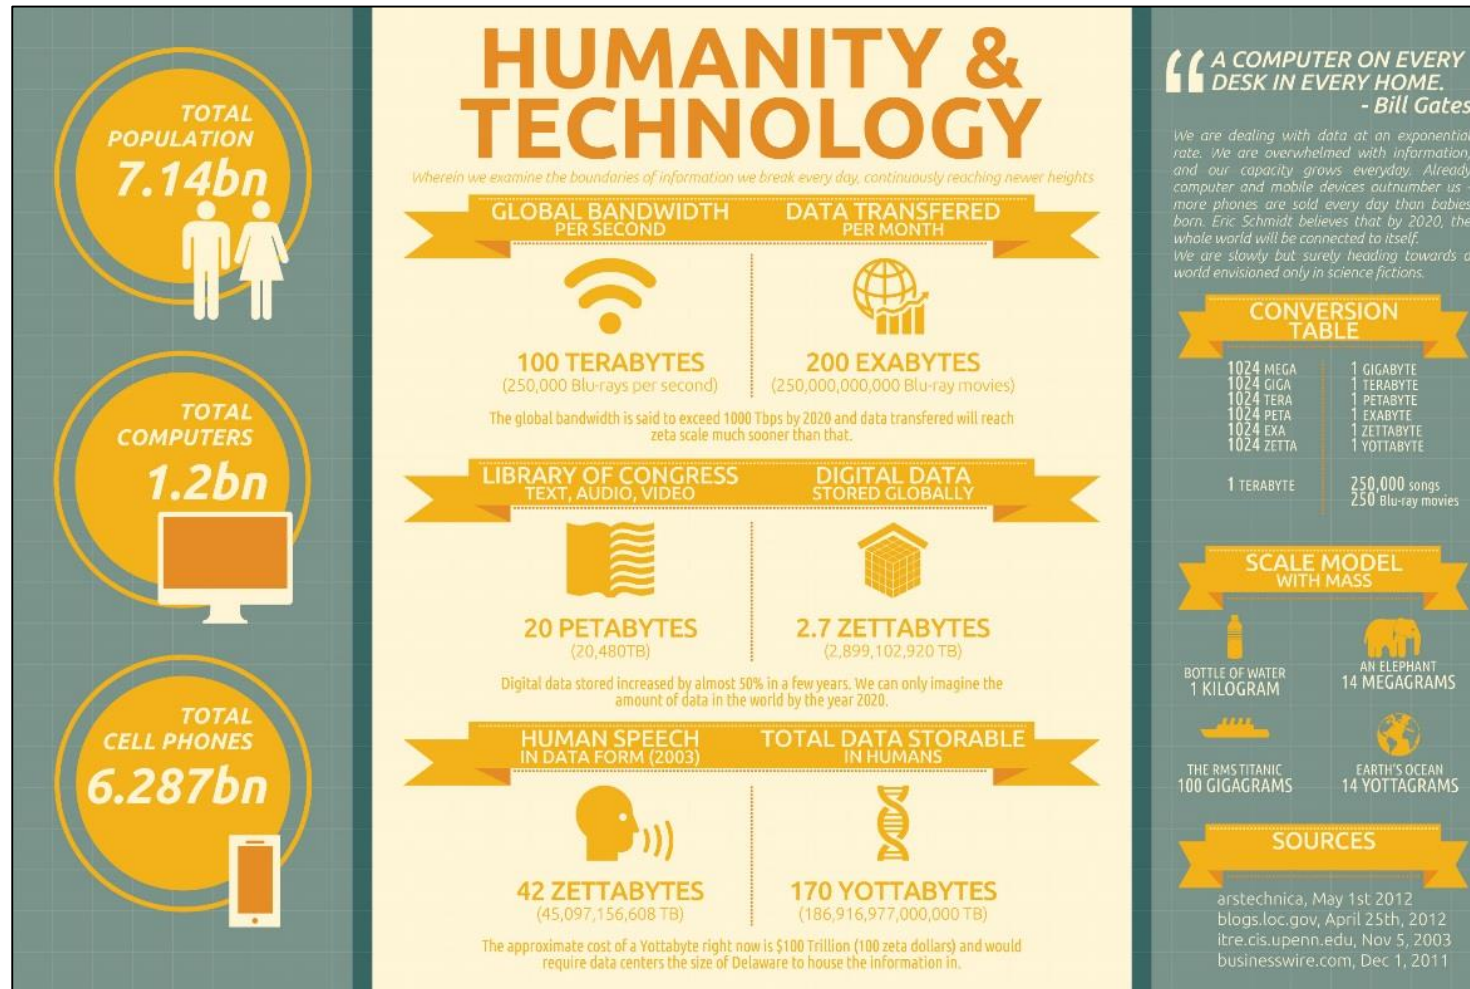 TOTAL
POPULATION
7.14bn
TOTAL
COMPUTERS
1.2bn
TOTAL
CELL PHONES
6.287bn
HUMANITY &
TECHNOLOGY
Wherein we examine the boundaries of information we break every day, continuously reaching newer heights
GLOBAL BANDWIDTH
PER SECOND
100 TERABYTES
(250,000 Blu-rays per second)
DATA TRANSFERED
PER MONTH
200 EXABYTES
(250,000,000,000 Blu-ray movies)
The global bandwidth is said to exceed 1000 Tbps by 2020 and data transfered will reach
zeta scale much sooner than that.
LIBRARY OF CONGRESS
TEXT, AUDIO, VIDEO
20 PETABYTES
(20,480TB)
DIGITAL DATA
STORED GLOBALLY
2.7 ZETTABYTES
(2,899,102,920 TB)
Digital data stored increased by almost 50% in a few years. We can only imagine the
amount of data in the world by the year 2020.
HUMAN SPEECH
IN DATA FORM (2003)
42 ZETTABYTES
(45,097,156,608 TB)
TOTAL DATA STORABLE
IN HUMANS
170 YOTTABYTES
(186,916,977,000,000 TB)
The approximate cost of a Yottabyte right now is $100 Trillion (100 zeta dollars) and would
require data centers the size of Delaware to house the information in.
“ A COMPUTER ON EVERY
DESK IN EVERY HOME.
- Bill Gates
We are dealing with data at an exponential
rate. We are overwhelmed with information,
and our capacity grows everyday. Already
computer and mobile devices outnumber us -
more phones are sold every day than babies
born. Eric Schmidt believes that by 2020, the
whole world will be connected to itself.
We are slowly but surely heading towards a
world envisioned only in science fictions.
CONVERSION
TABLE
1024 MEGA 1 GIGABYTE
1024 GIGA 1 TERABYTE
1024 TERA 1 PETABYTE
1024 PETA 1 EXABYTE
1024 EXA 1 ZETTABYTE
1024 ZETTA 1 YOTTABYTE
1 TERABYTE 250,000 songs
250 Blu-ray movies
SCALE MODEL
WITH MASS
BOTTLE OF WATER
1 KILOGRAM
AN ELEPHANT
14 MEGAGRAMS
THE RMS TITANIC
100 GIGAGRAMS
EARTH'S OCEAN
14 YOTTAGRAMS
SOURCES
arstechnica, May 1st 2012
blogs.loc.gov, April 25th, 2012
itre.cis.upenn.edu, Nov 5, 2003
businesswire.com, Dec 1, 2011